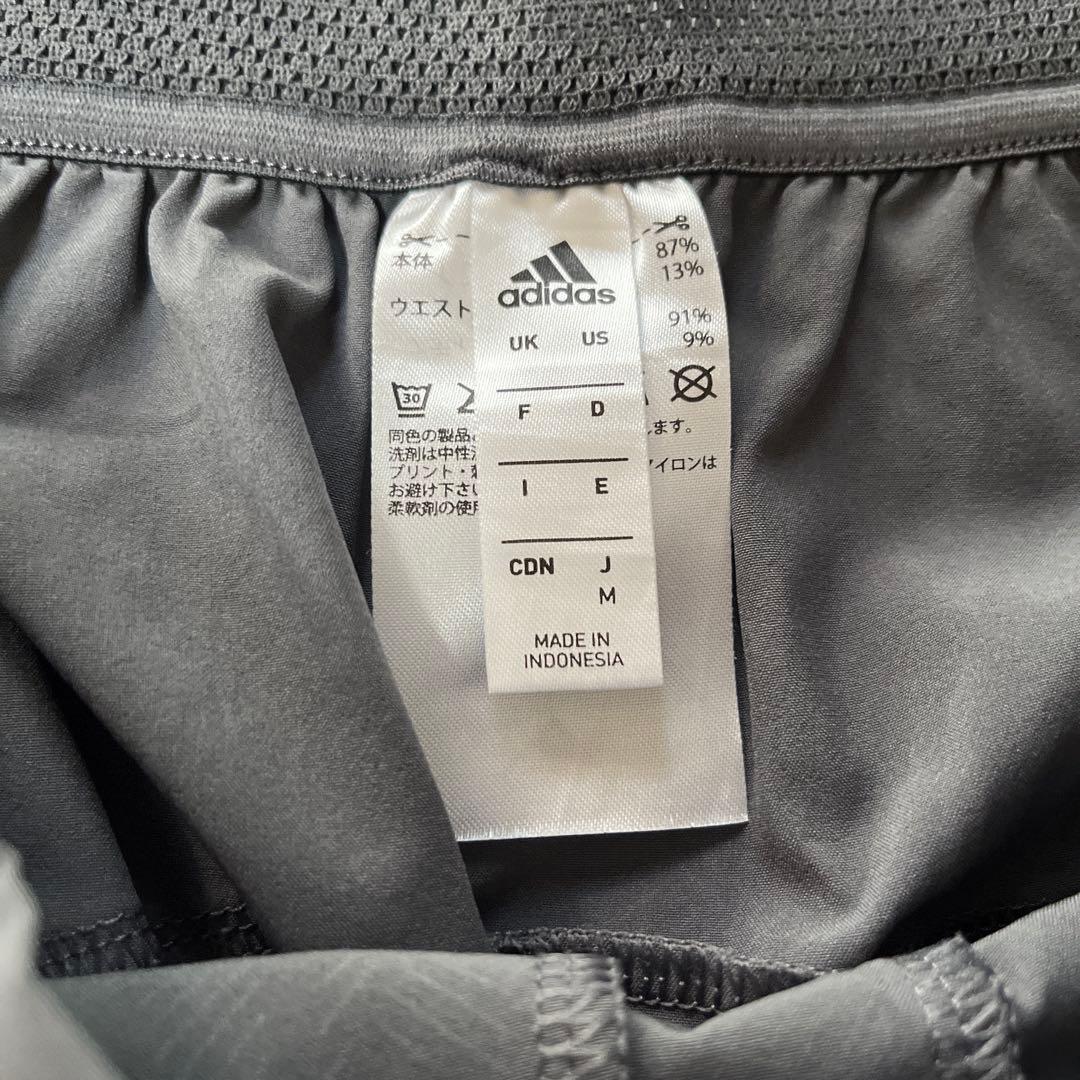 adidas
UK US
F D
I E
CDN J
M
MADE IN
INDONESIA
本体
87%
13%
ウエスト
91%
9%
30
同色の製品
します。
洗剤は中性
プリント・
アイロンは
お避け下さい
柔軟剤の使用